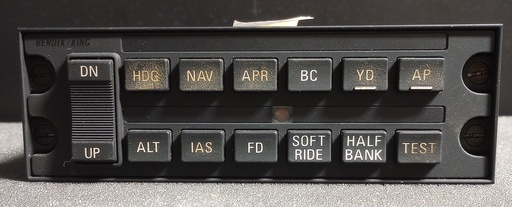 BENDIX/KING
DN HDG NAV APR BC YD AP
UP ALT IAS FD SOFT RIDE HALF BANK TEST